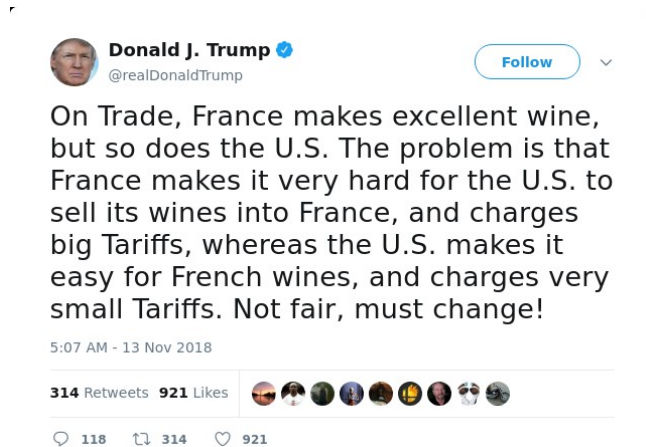 Donald J. Trump
@realDonaldTrump
Follow
On Trade, France makes excellent wine,
but so does the U.S. The problem is that
France makes it very hard for the U.S. to
sell its wines into France, and charges
big Tariffs, whereas the U.S. makes it
easy for French wines, and charges very
small Tariffs. Not fair, must change!
5:07 AM - 13 Nov 2018
314 Retweets 921 Likes
118 314 921